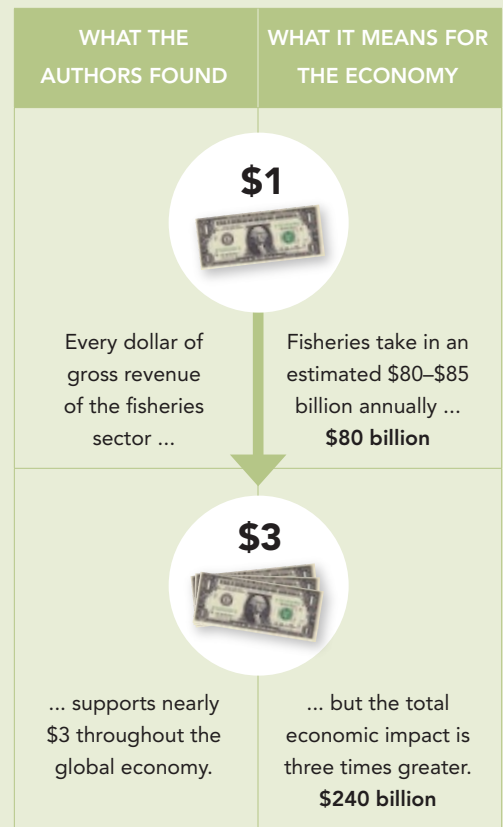 WHAT THE
AUTHORS FOUND
WHAT IT MEANS FOR
THE ECONOMY
$1
Every dollar of
gross revenue
of the fisheries
sector ...
Fisheries take in an
estimated $80–$85
billion annually ...
$80 billion
$3
... supports nearly
$3 throughout the
global economy.
... but the total
economic impact is
three times greater.
$240 billion